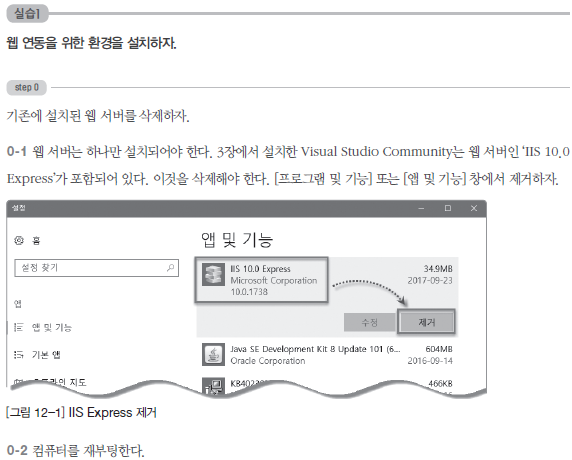 실습1
웹 연동을 위한 환경을 설치하자.
step 0
기존에 설치된 웹 서버를 삭제하자.
0-1 웹 서버는 하나만 설치되어야 한다. 3장에서 설치한 Visual Studio Community는 웹 서버인 ‘IIS 10.0
Express’가 포함되어 있다. 이것을 삭제해야 한다. [프로그램 및 기능] 또는 [앱 및 기능] 창에서 제거하자.
설정
홈
앱 및 기능
설정 찾기
IIS 10.0 Express 34.9MB
Microsoft Corporation 2017-09-23
10.0.1738
앱
수정 제거
앱 및 기능
기본 앱
Java SE Development Kit 8 Update 101 (6... 604MB
Oracle Corporation 2016-09-14
지도
466KB
[그림 12-1] IIS Express 제거
0-2 컴퓨터를 재부팅한다.